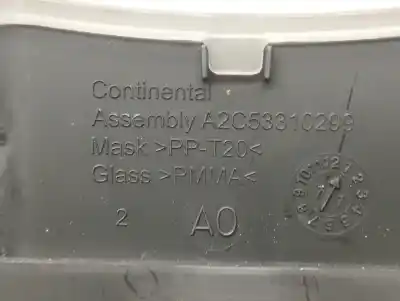 Continental
Assembly A2C53310299
Mask >PP-T20<
Glass >PMMA<
2 A0